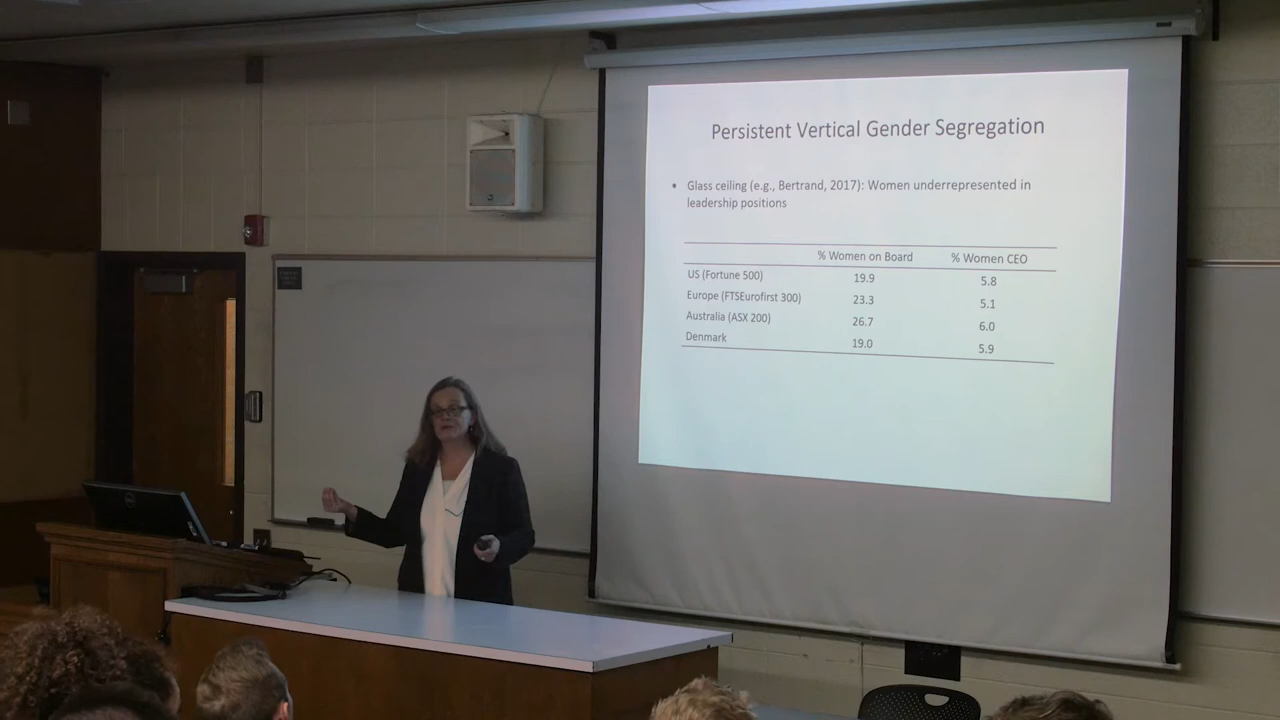 Persistent Vertical Gender Segregation
• Glass ceiling (e.g., Bertrand, 2017): Women underrepresented in
leadership positions
% Women on Board % Women CEO
US (Fortune 500) 19.9 5.8
Europe (FTSEurofirst 300) 23.3 5.1
Australia (ASX 200) 26.7 6.0
Denmark 19.0 5.9